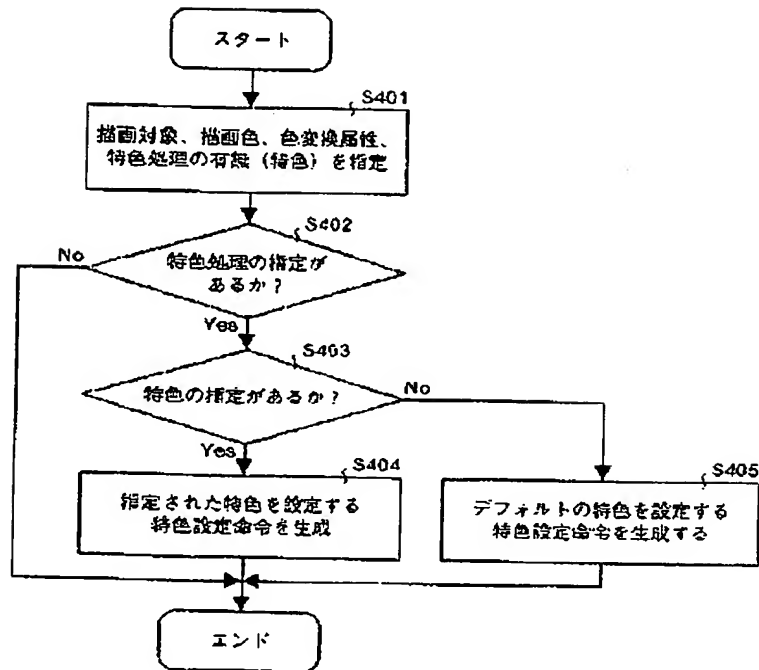 スタート
S401
描画対象、描画色、色変換属性、
特色処理の有無（特色）を指定
S402
No
特色処理の指定が
あるか？
Yes
S403
特色の指定があるか？
No
Yes
S404
指定された特色を設定する
特色設定命令を生成
S405
デフォルトの特色を設定する
特色設定命令を生成する
エンド